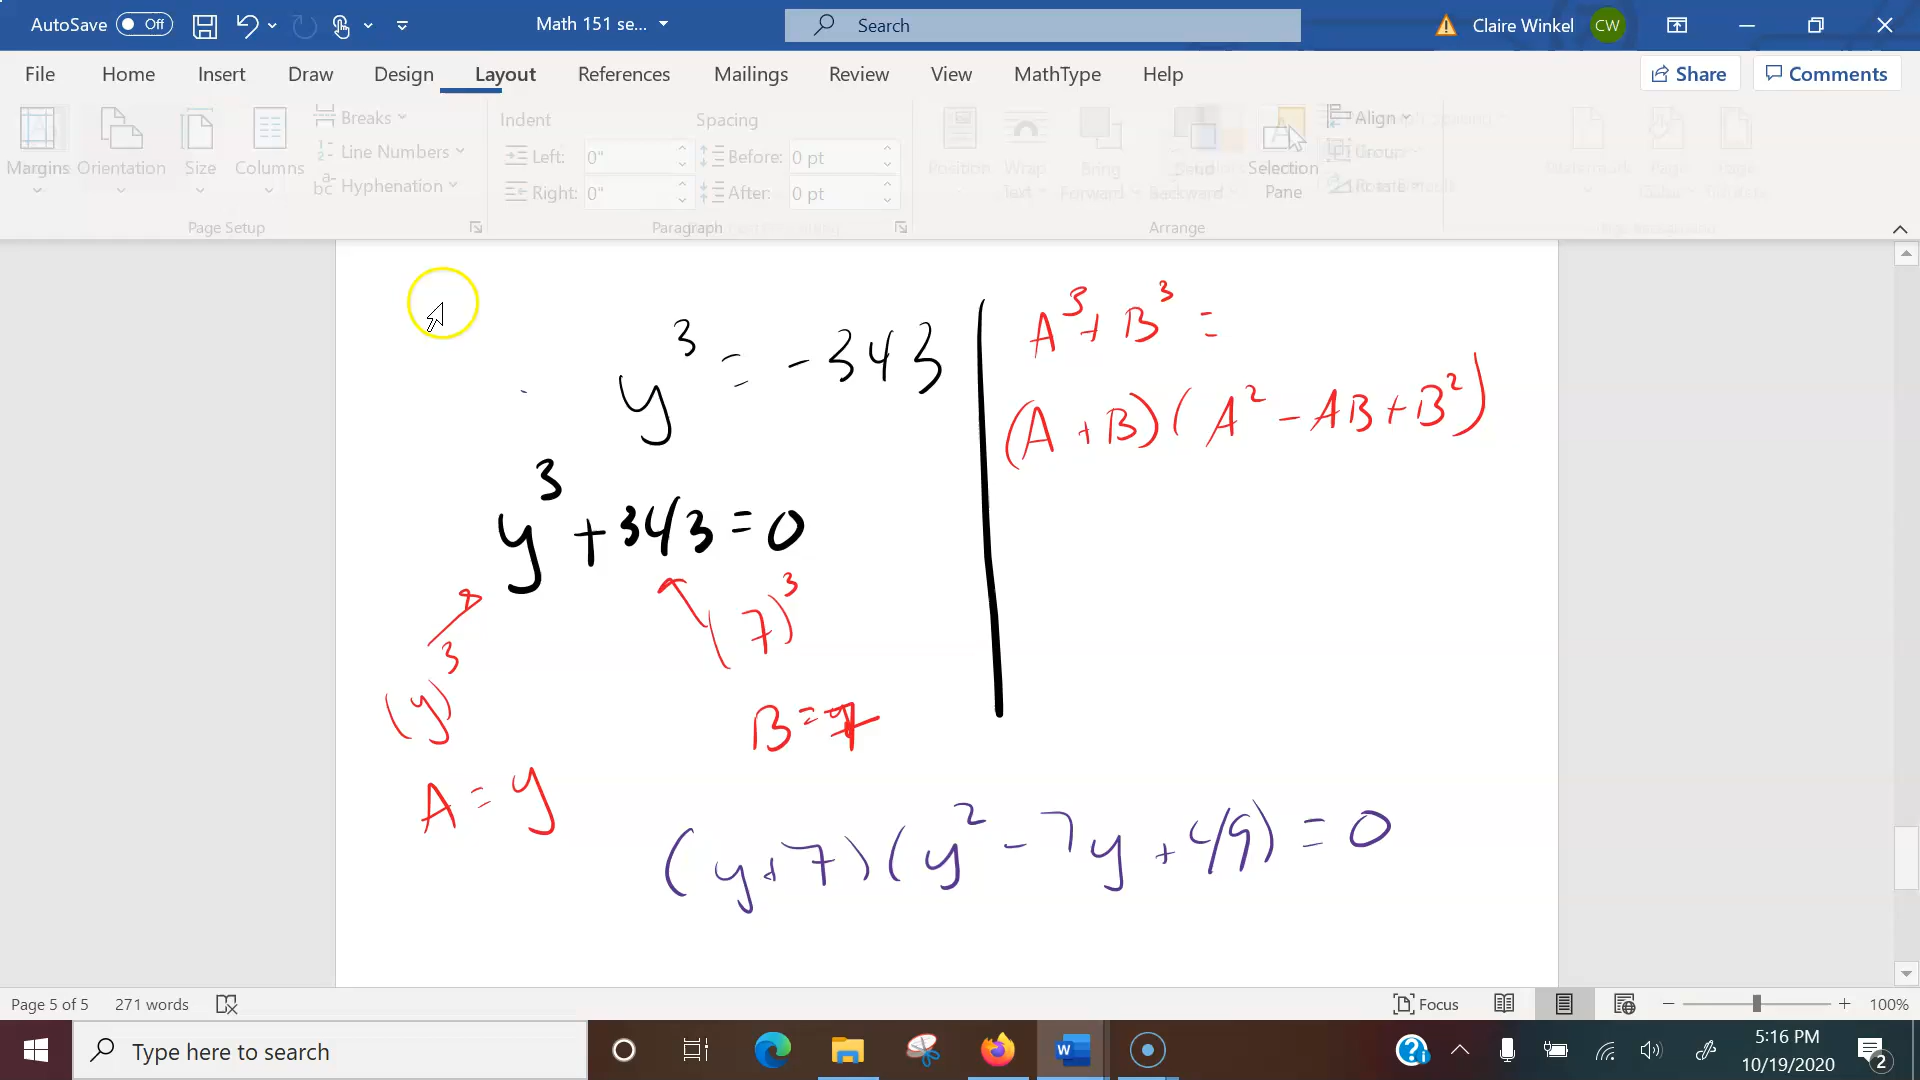 AutoSave Off Math 151 se... Search Claire Winkel CW
File Home Insert Draw Design Layout References Mailings Review View MathType Help Share Comments
Margins Orientation Size Columns
Breaks
Line Numbers
Hyphenation
Page Setup
Indent Spacing
Left: 0" Before: 0 pt
Right: 0" After: 0 pt
Paragraph
Position Wrap Text Bring Forward Send Backward Selection Pane
Align
Group
Arrange
y³ = -343
A³ + B³ =
(A + B)(A² - AB + B²)
y³ + 343 = 0
(7)³
(y)³
B = 7
A = y
(y+7)(y² - 7y + 49) = 0
Page 5 of 5 271 words Focus 100%
Type here to search
5:16 PM
10/19/2020
2